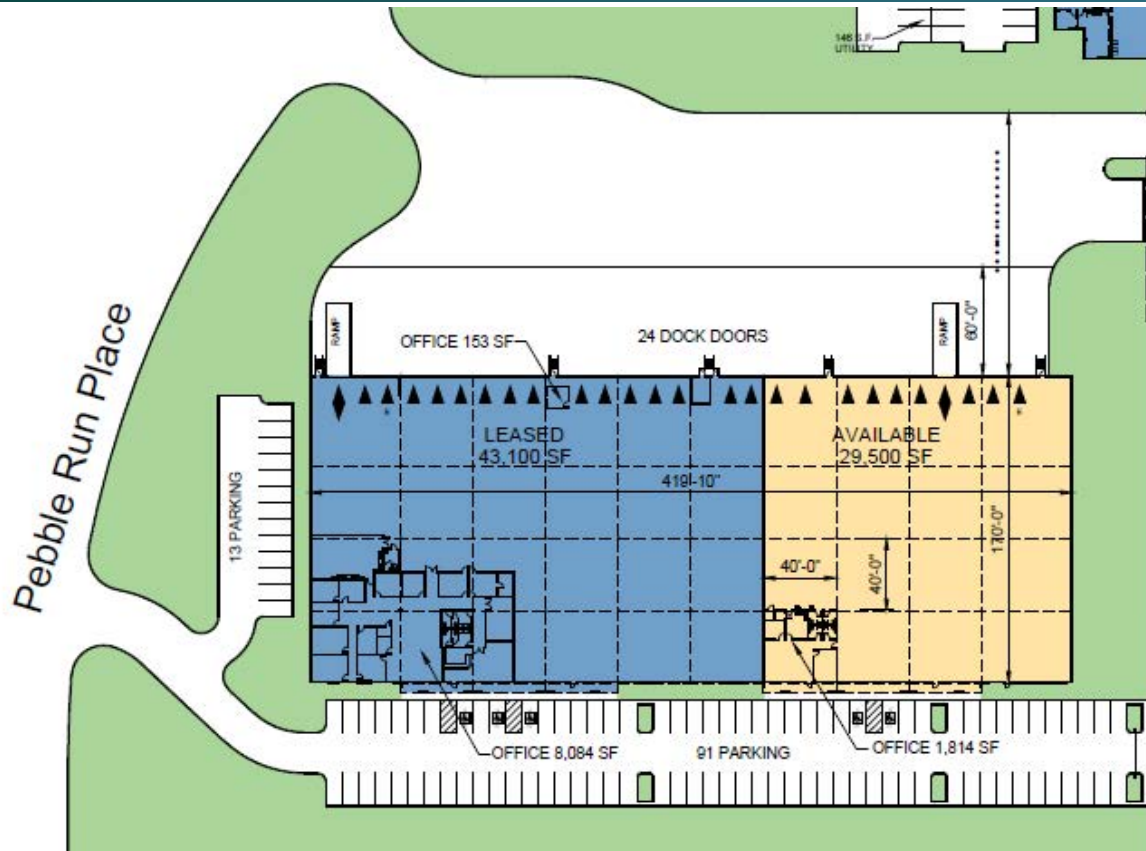 146 S.F.
UTILITY
Pebble Run Place
RAMP
OFFICE 153 SF
24 DOCK DOORS
RAMP
60'-0"
LEASED
43,100 SF
AVAILABLE
29,500 SF
419'-10"
13 PARKING
170'-0"
40'-0"
40'-0"
OFFICE 8,084 SF
91 PARKING
OFFICE 1,814 SF